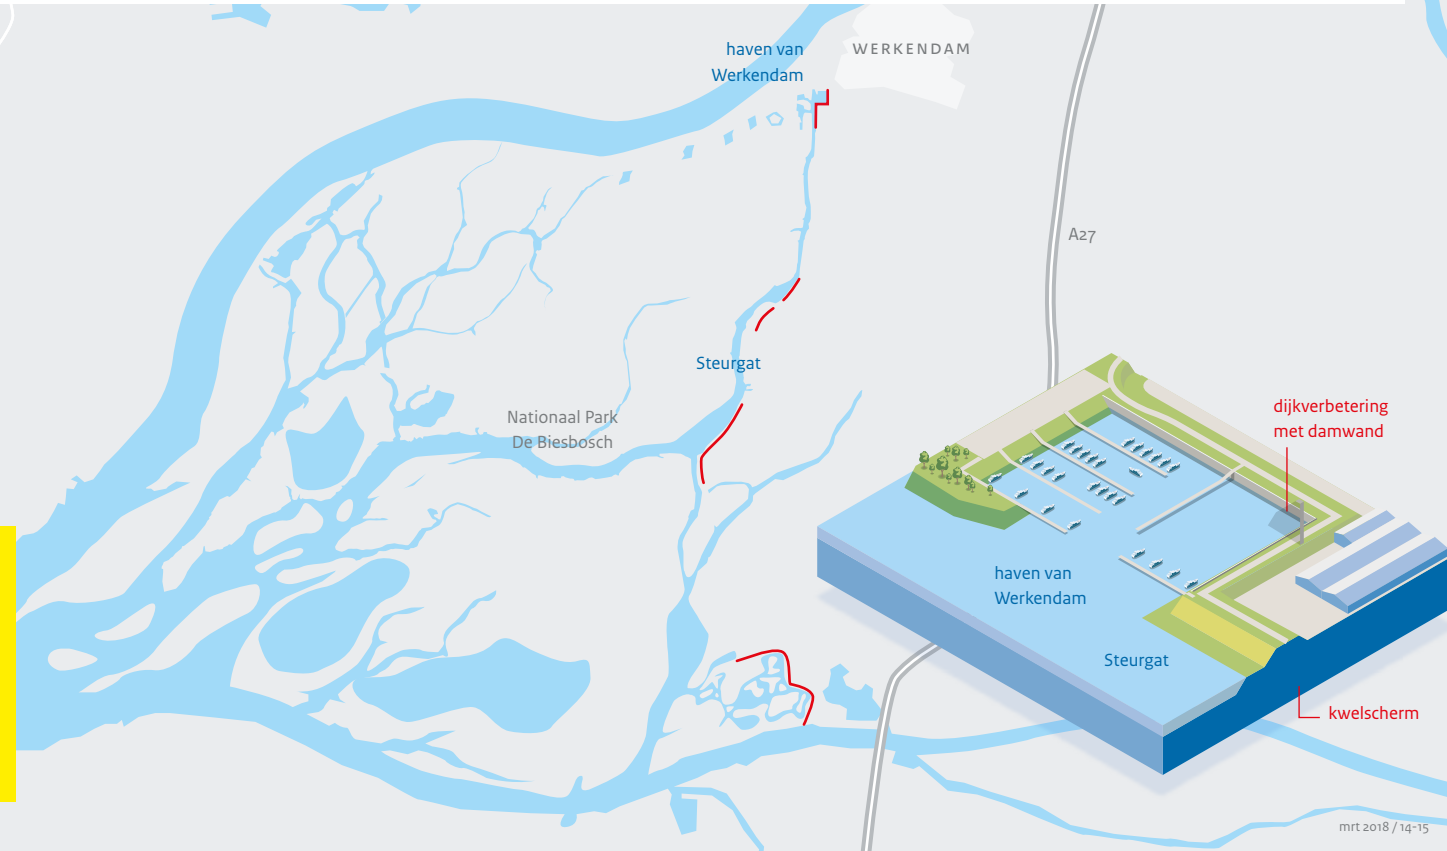 haven van
Werkendam
WERKENDAM
A27
Steurgat
Nationaal Park
De Biesbosch
dijkverbetering
met damwand
haven van
Werkendam
Steurgat
kwelscherm
mrt 2018 / 14-15